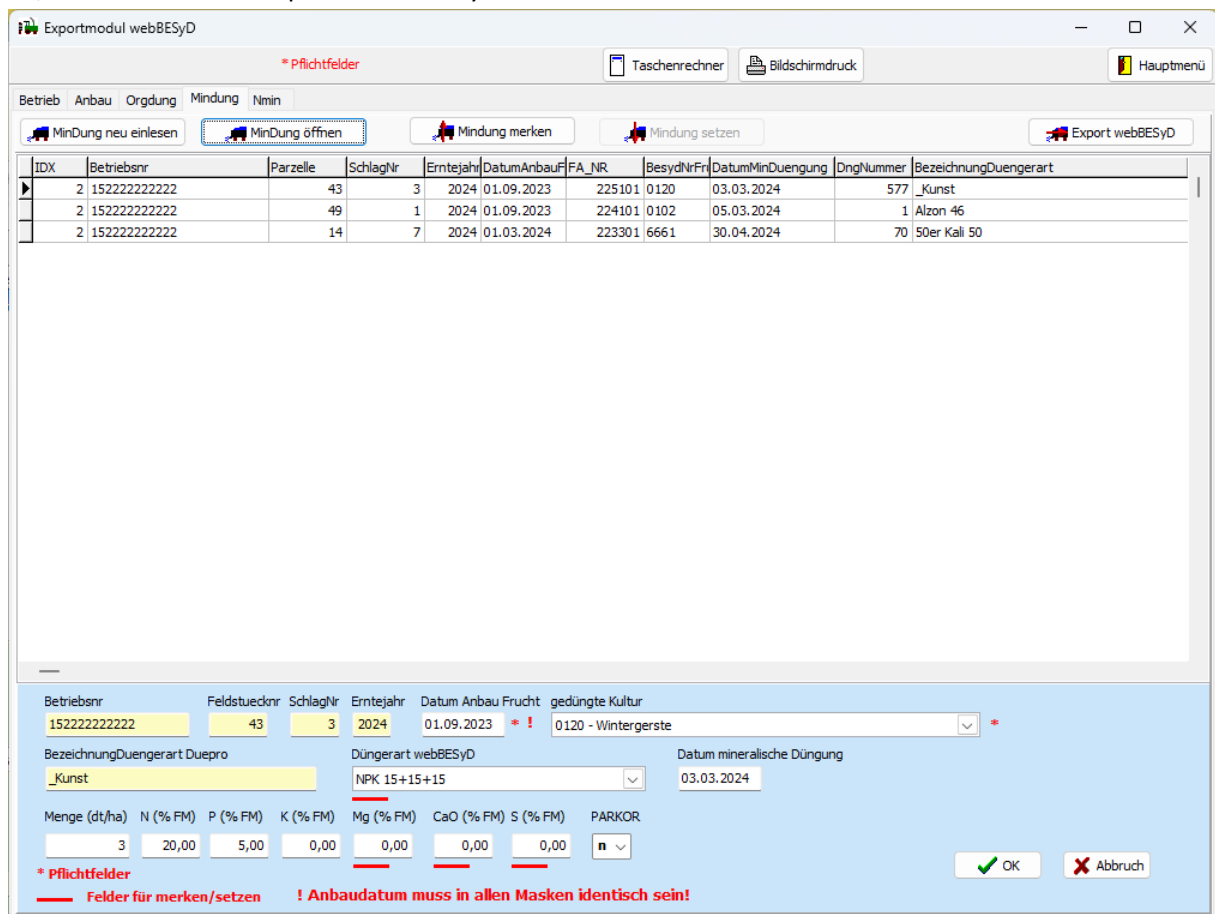 Exportmodul webBESyD
* Pflichtfelder Taschenrechner Bildschirmdruck Hauptmenü
Betrieb Anbau Orgdung Mindung Nmin
MinDung neu einlesen MinDung öffnen Mindung merken Mindung setzen Export webBESyD
IDX Betriebsnr Parzelle SchlagNr Erntejahr DatumAnbauF FA_NR BesydNrFru DatumMinDuengung DngNummer BezeichnungDuengerart
2 152222222222 43 3 2024 01.09.2023 225101 0120 03.03.2024 577 _Kunst
2 152222222222 49 1 2024 01.09.2023 224101 0102 05.03.2024 1 Alzon 46
2 152222222222 14 7 2024 01.03.2024 223301 6661 30.04.2024 70 50er Kali 50
Betriebsnr Feldstuecknr SchlagNr Erntejahr Datum Anbau Frucht gedüngte Kultur
152222222222 43 3 2024 01.09.2023 * ! 0120 - Wintergerste *
BezeichnungDuengerart Duepro Düngerart webBESyD Datum mineralische Düngung
_Kunst NPK 15+15+15 03.03.2024
Menge (dt/ha) N (% FM) P (% FM) K (% FM) Mg (% FM) CaO (% FM) S (% FM) PARKOR
3 20,00 5,00 0,00 0,00 0,00 0,00 n
OK Abbruch
* Pflichtfelder
Felder für merken/setzen ! Anbaudatum muss in allen Masken identisch sein!